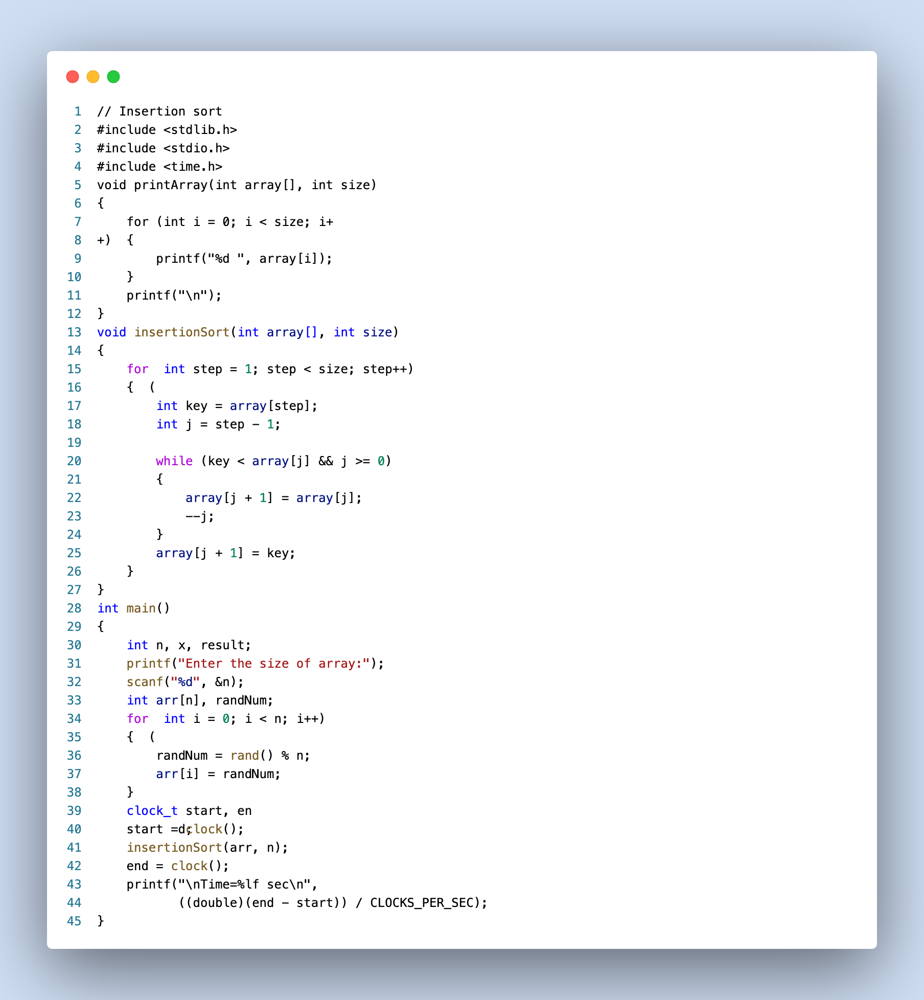 1 // Insertion sort
2 #include <stdlib.h>
3 #include <stdio.h>
4 #include <time.h>
5 void printArray(int array[], int size)
6 {
7     for (int i = 0; i < size; i+
8 +)  {
9         printf("%d ", array[i]);
10     }
11     printf("\n");
12 }
13 void insertionSort(int array[], int size)
14 {
15     for  int step = 1; step < size; step++)
16     {  (
17         int key = array[step];
18         int j = step - 1;
19
20         while (key < array[j] && j >= 0)
21         {
22             array[j + 1] = array[j];
23             --j;
24         }
25         array[j + 1] = key;
26     }
27 }
28 int main()
29 {
30     int n, x, result;
31     printf("Enter the size of array:");
32     scanf("%d", &n);
33     int arr[n], randNum;
34     for  int i = 0; i < n; i++)
35     {  (
36         randNum = rand() % n;
37         arr[i] = randNum;
38     }
39     clock_t start, en
40     start =d;clock();
41     insertionSort(arr, n);
42     end = clock();
43     printf("\nTime=%lf sec\n",
44            ((double)(end - start)) / CLOCKS_PER_SEC);
45 }